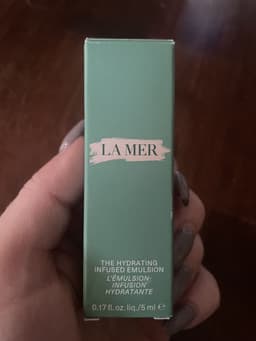 LA MER
THE HYDRATING
INFUSED EMULSION
L'ÉMULSION-
INFUSION
HYDRATANTE
0.17 fl.oz. liq./5 ml ℮